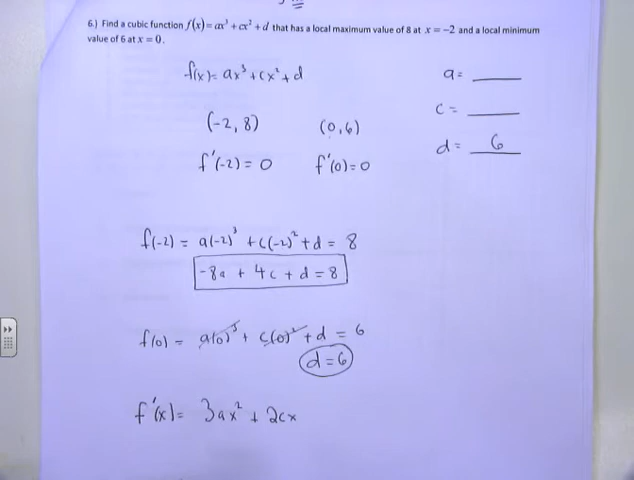 6.) Find a cubic function f(x) = ax³ + cx² + d that has a local maximum value of 8 at x = −2 and a local minimum
value of 6 at x = 0.
f(x) = ax³ + cx² + d
a = ____
c = ____
(-2, 8) (0, 6)
d = 6
f'(-2) = 0 f'(0) = 0
f(-2) = a(-2)³ + c(-2)² + d = 8
-8a + 4c + d = 8
f(0) = a(0)³ + c(0)² + d = 6
d = 6
f'(x) = 3ax² + 2cx